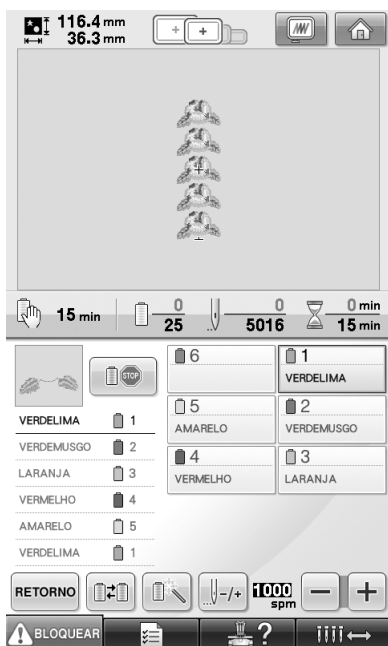 116.4 mm
36.3 mm
15 min
0
25
0
5016
0 min
15 min
STOP
VERDELIMA 1
VERDEMUSGO 2
LARANJA 3
VERMELHO 4
AMARELO 5
VERDELIMA 1
6
1
VERDELIMA
5
AMARELO
2
VERDEMUSGO
4
VERMELHO
3
LARANJA
RETORNO
-/+
1000
spm
− +
BLOQUEAR
?